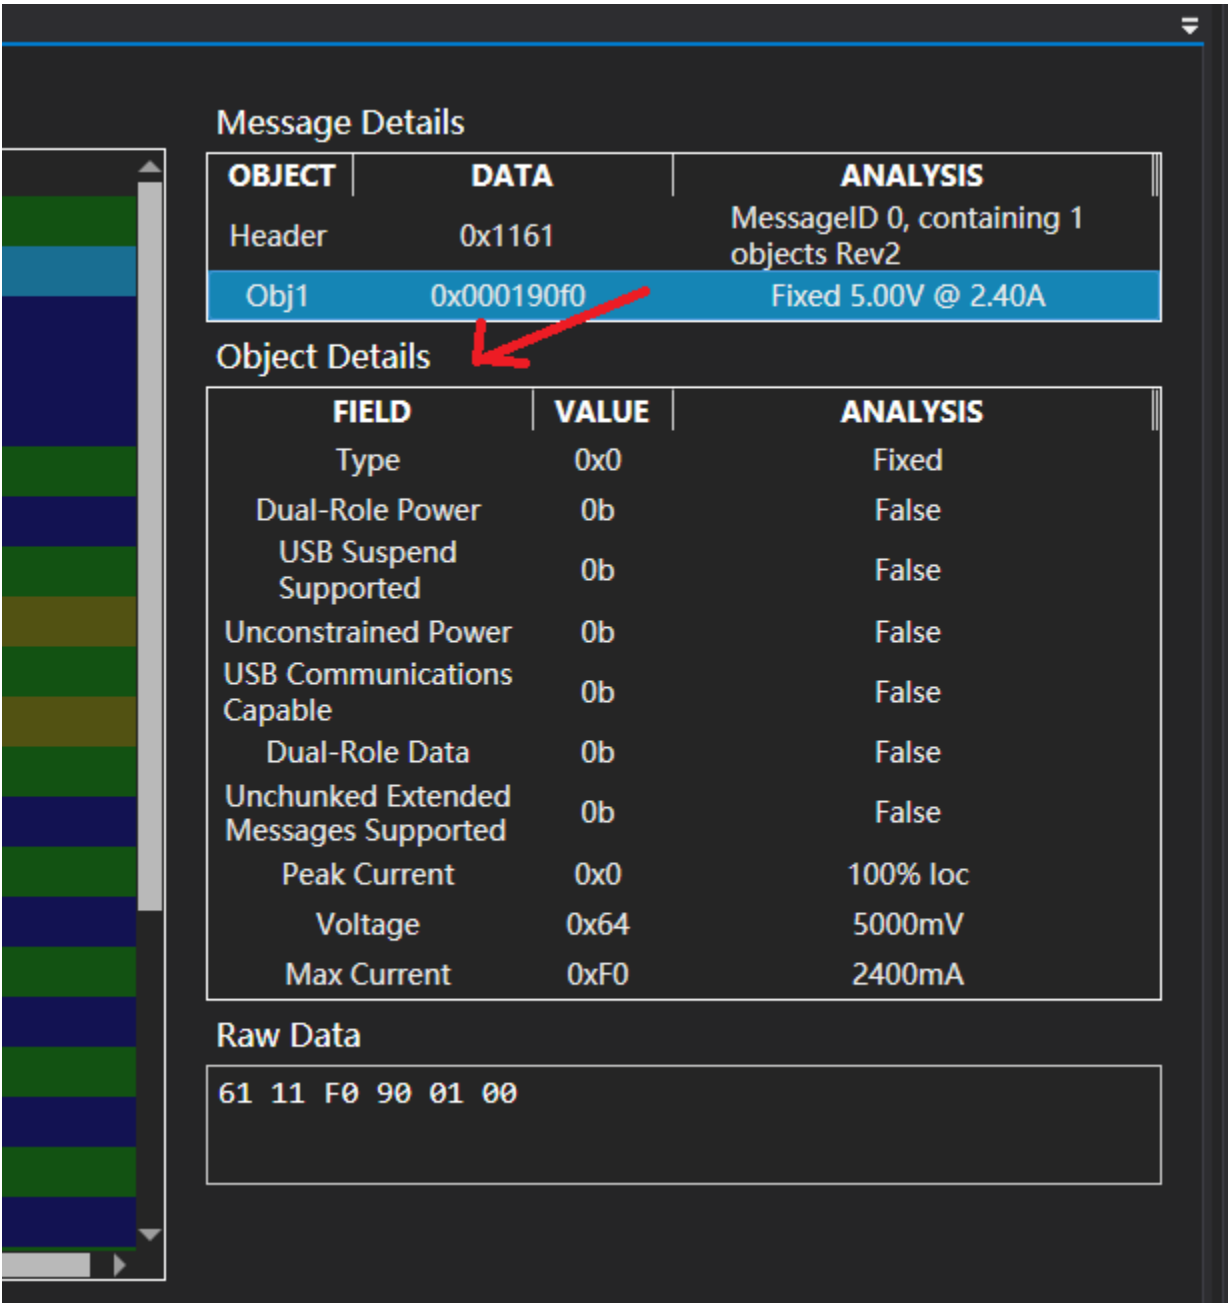 Message Details
OBJECT DATA ANALYSIS
Header 0x1161 MessageID 0, containing 1
objects Rev2
Obj1 0x000190f0 Fixed 5.00V @ 2.40A
Object Details
FIELD VALUE ANALYSIS
Type 0x0 Fixed
Dual-Role Power 0b False
USB Suspend
Supported 0b False
Unconstrained Power 0b False
USB Communications
Capable 0b False
Dual-Role Data 0b False
Unchunked Extended
Messages Supported 0b False
Peak Current 0x0 100% Ioc
Voltage 0x64 5000mV
Max Current 0xF0 2400mA
Raw Data
61 11 F0 90 01 00